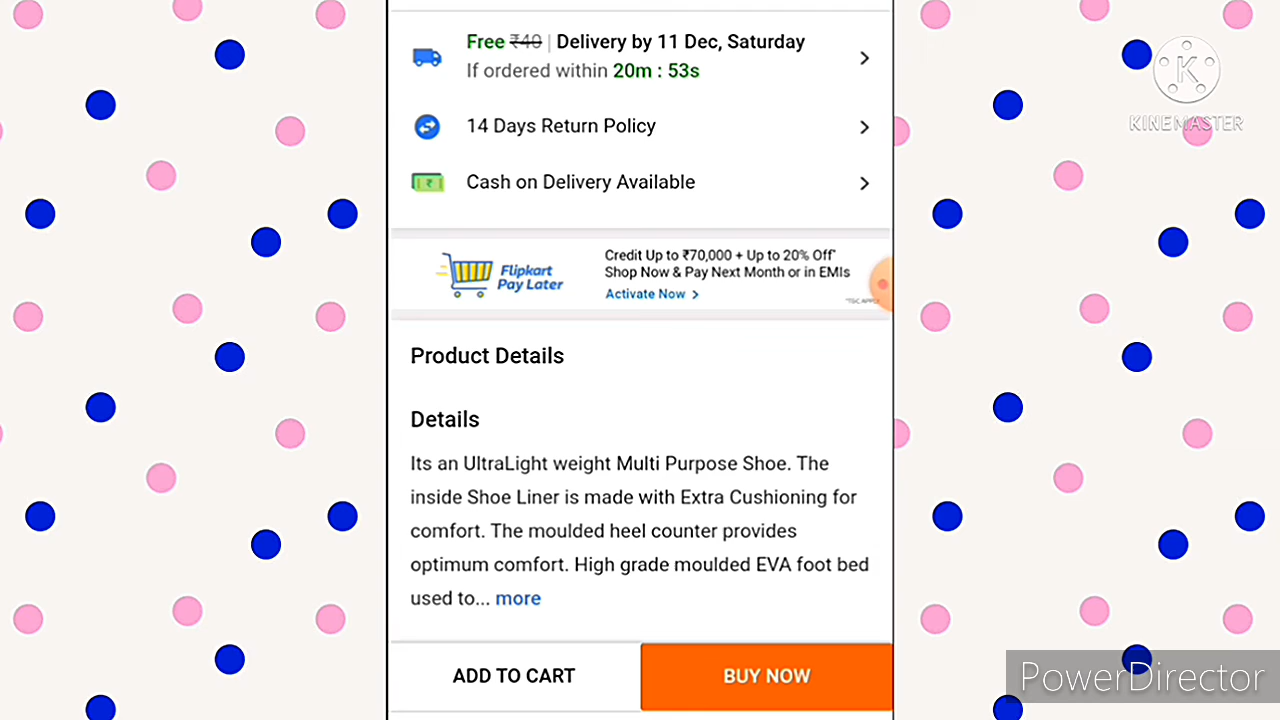 Free ₹40 | Delivery by 11 Dec, Saturday
If ordered within 20m : 53s
14 Days Return Policy
₹
Cash on Delivery Available
Flipkart
Pay Later
Credit Up to ₹70,000 + Up to 20% Off*
Shop Now & Pay Next Month or in EMIs
Activate Now >
*T&C APPLY
Product Details
Details
Its an UltraLight weight Multi Purpose Shoe. The
inside Shoe Liner is made with Extra Cushioning for
comfort. The moulded heel counter provides
optimum comfort. High grade moulded EVA foot bed
used to... more
ADD TO CART
BUY NOW
K
KINEMASTER
PowerDirector